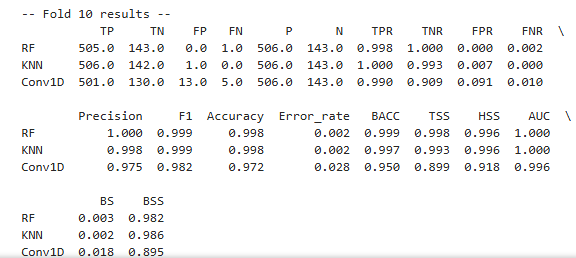 -- Fold 10 results --
TP TN FP FN P N TPR TNR FPR FNR \
RF 505.0 143.0 0.0 1.0 506.0 143.0 0.998 1.000 0.000 0.002
KNN 506.0 142.0 1.0 0.0 506.0 143.0 1.000 0.993 0.007 0.000
Conv1D 501.0 130.0 13.0 5.0 506.0 143.0 0.990 0.909 0.091 0.010
Precision F1 Accuracy Error_rate BACC TSS HSS AUC \
RF 1.000 0.999 0.998 0.002 0.999 0.998 0.996 1.000
KNN 0.998 0.999 0.998 0.002 0.997 0.993 0.996 1.000
Conv1D 0.975 0.982 0.972 0.028 0.950 0.899 0.918 0.996
BS BSS
RF 0.003 0.982
KNN 0.002 0.986
Conv1D 0.018 0.895